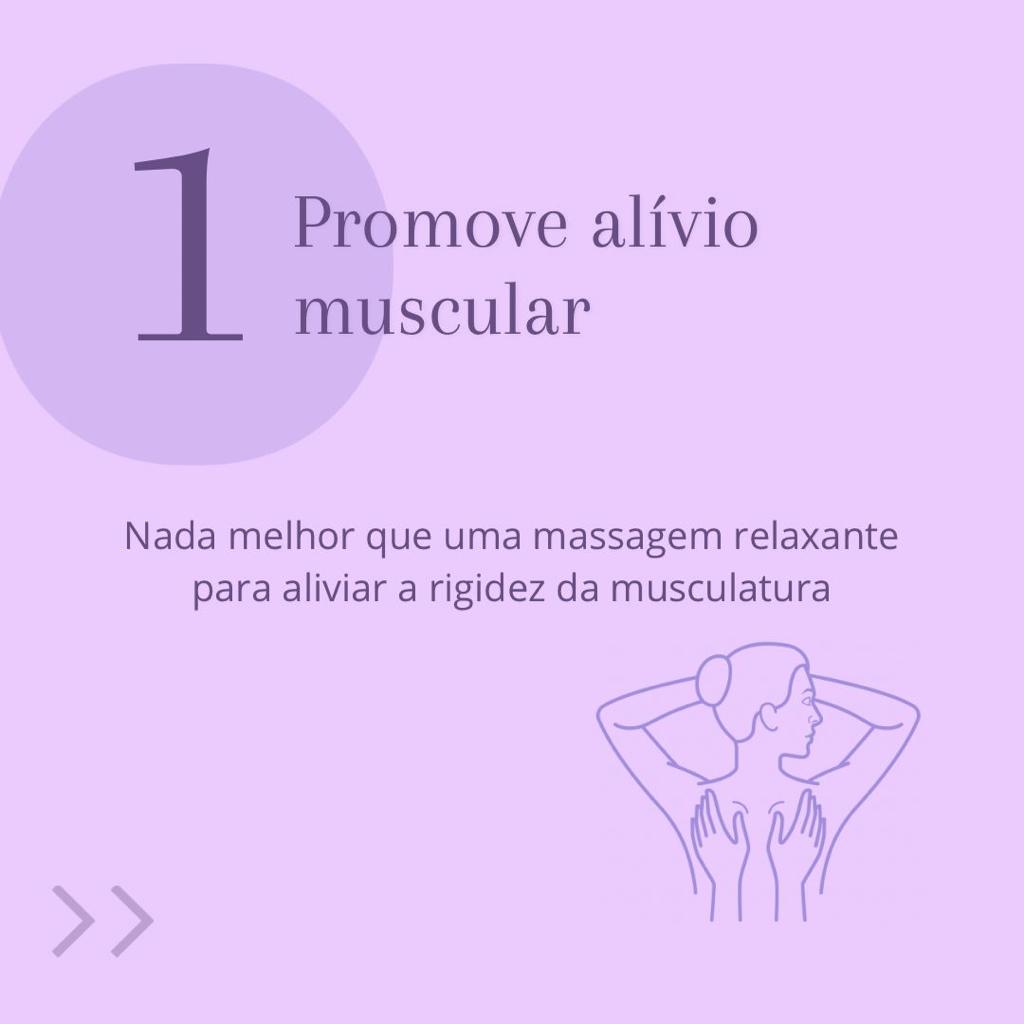 1
Promove alívio
muscular
Nada melhor que uma massagem relaxante
para aliviar a rigidez da musculatura